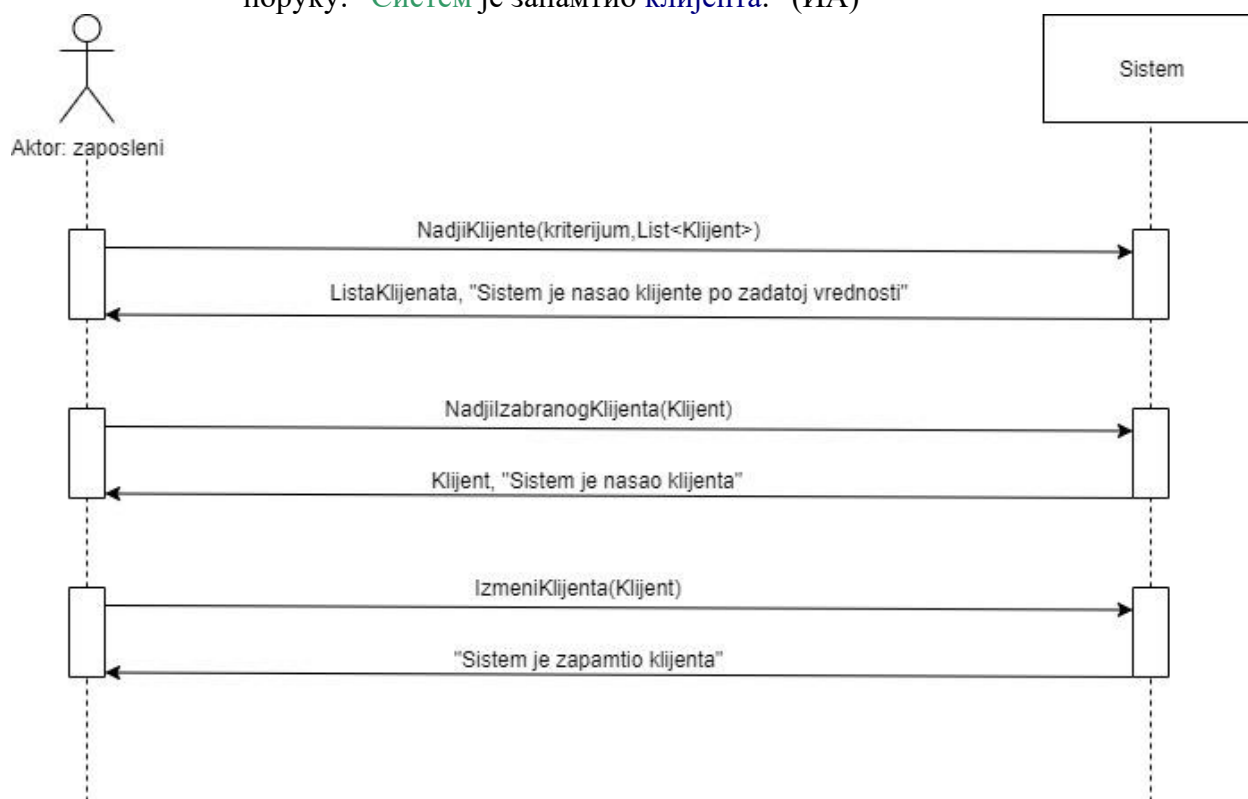 поруку: "Систем је запамтио клијента." (ИА)
Sistem
Aktor: zaposleni
NadjiKlijente(kriterijum,List<Klijent>)
ListaKlijenata, "Sistem je nasao klijente po zadatoj vrednosti"
NadjiIzabranogKlijenta(Klijent)
Klijent, "Sistem je nasao klijenta"
IzmeniKlijenta(Klijent)
"Sistem je zapamtio klijenta"